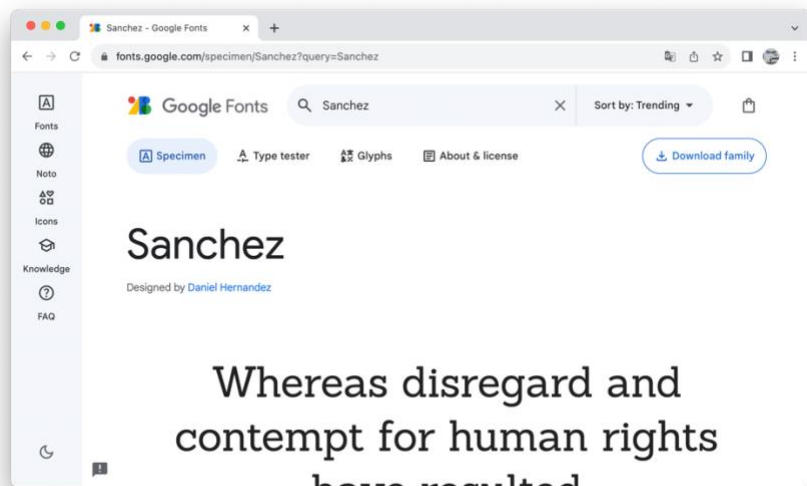 Sanchez - Google Fonts
fonts.google.com/specimen/Sanchez?query=Sanchez
Google Fonts
Sanchez
Sort by: Trending
Fonts
Noto
Icons
Knowledge
FAQ
Specimen
Type tester
Glyphs
About & license
Download family
Sanchez
Designed by Daniel Hernandez
Whereas disregard and
contempt for human rights
have resulted